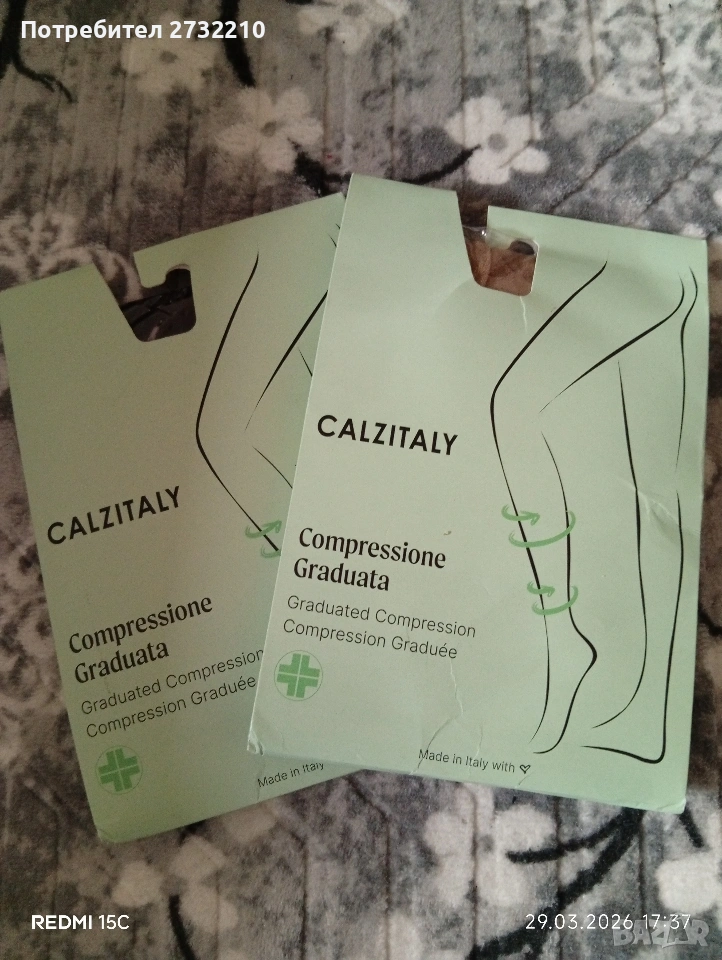 Потребител 2732210
CALZITALY
Compressione
Graduata
Graduated Compression
Compression Graduée
Made in Italy with
CALZITALY
Compressione
Graduata
Graduated Compression
Compression Graduée
Made in Italy
REDMI 15C
29.03.2026 17:37
BAZAR